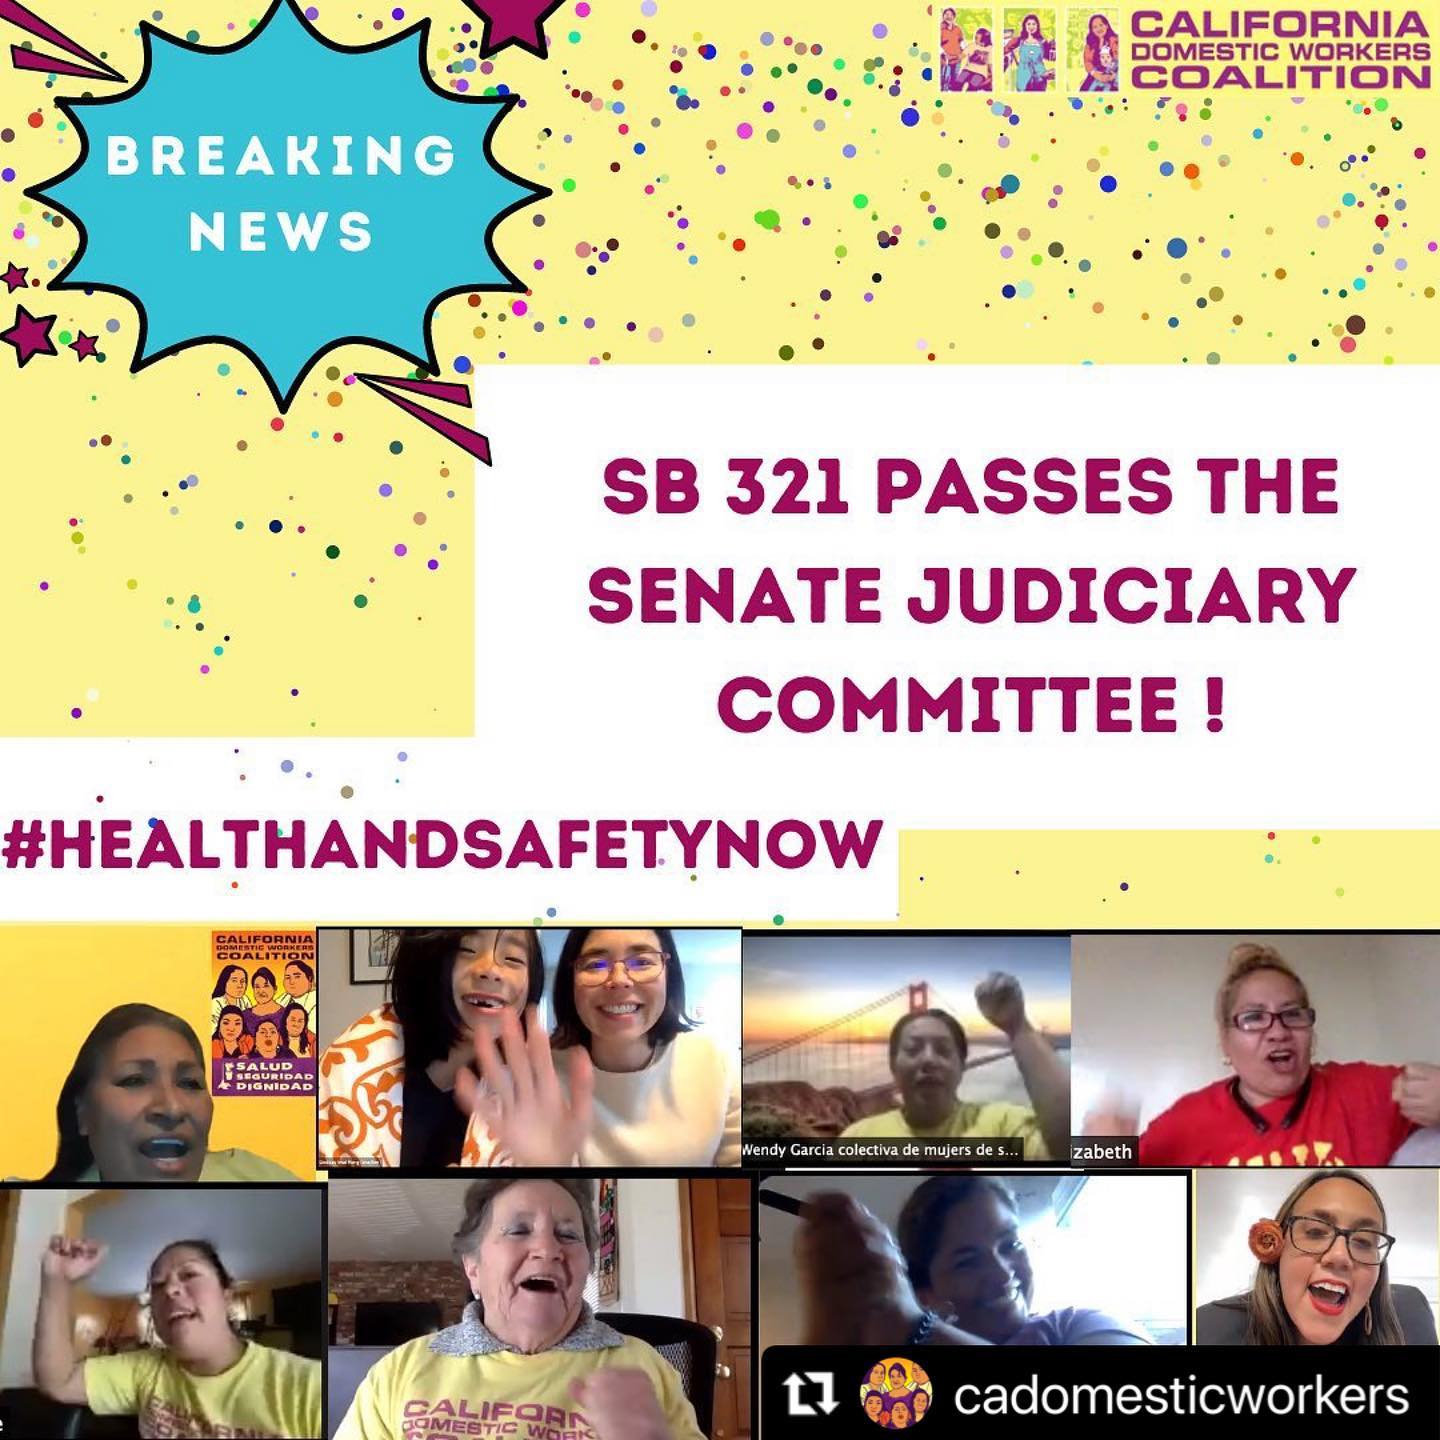 CALIFORNIA
DOMESTIC WORKERS
COALITION
BREAKING
NEWS
SB 321 PASSES THE
SENATE JUDICIARY
COMMITTEE !
#HEALTHANDSAFETYNOW
CALIFORNIA
DOMESTIC WORKERS
COALITION
¡SALUD
SEGURIDAD
DIGNIDAD
Wendy Garcia colectiva de mujeres de s...
izabeth
CALIFORN
DOMESTIC WORK
cadomesticworkers